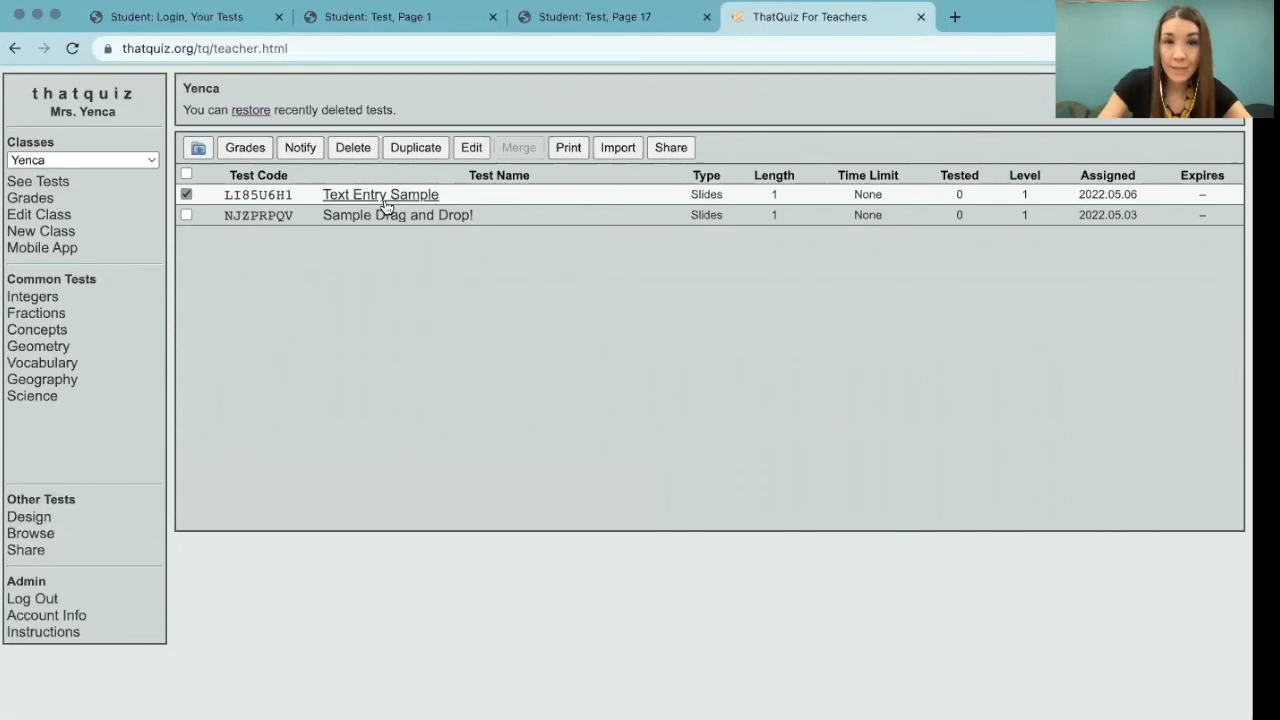 Student: Login, Your Tests
Student: Test, Page 1
Student: Test, Page 17
ThatQuiz For Teachers
thatquiz.org/tq/teacher.html
thatquiz
Mrs. Yenca
Classes
Yenca
See Tests
Grades
Edit Class
New Class
Mobile App
Common Tests
Integers
Fractions
Concepts
Geometry
Vocabulary
Geography
Science
Other Tests
Design
Browse
Share
Admin
Log Out
Account Info
Instructions
Yenca
You can restore recently deleted tests.
Grades Notify Delete Duplicate Edit Merge Print Import Share
Test Code Test Name Type Length Time Limit Tested Level Assigned Expires
LI85U6H1 Text Entry Sample Slides 1 None 0 1 2022.05.06 –
NJZPRPQV Sample Drag and Drop! Slides 1 None 0 1 2022.05.03 –